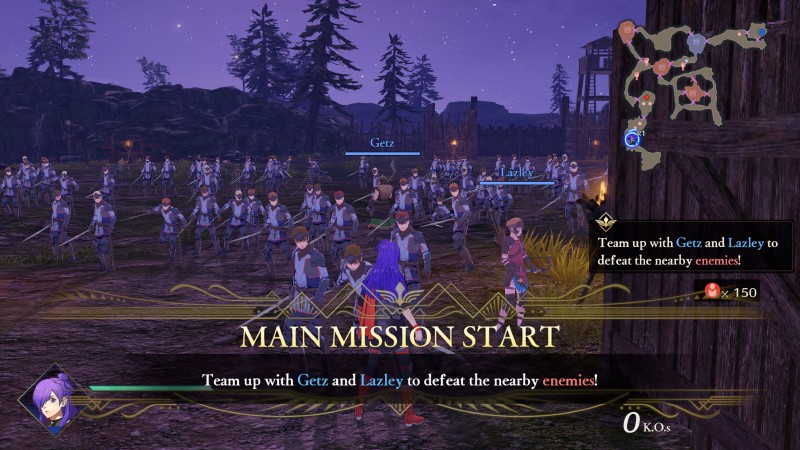 Getz
Lazley
Team up with Getz and Lazley to
defeat the nearby enemies!
× 150
MAIN MISSION START
Team up with Getz and Lazley to defeat the nearby enemies!
0 K.O.s